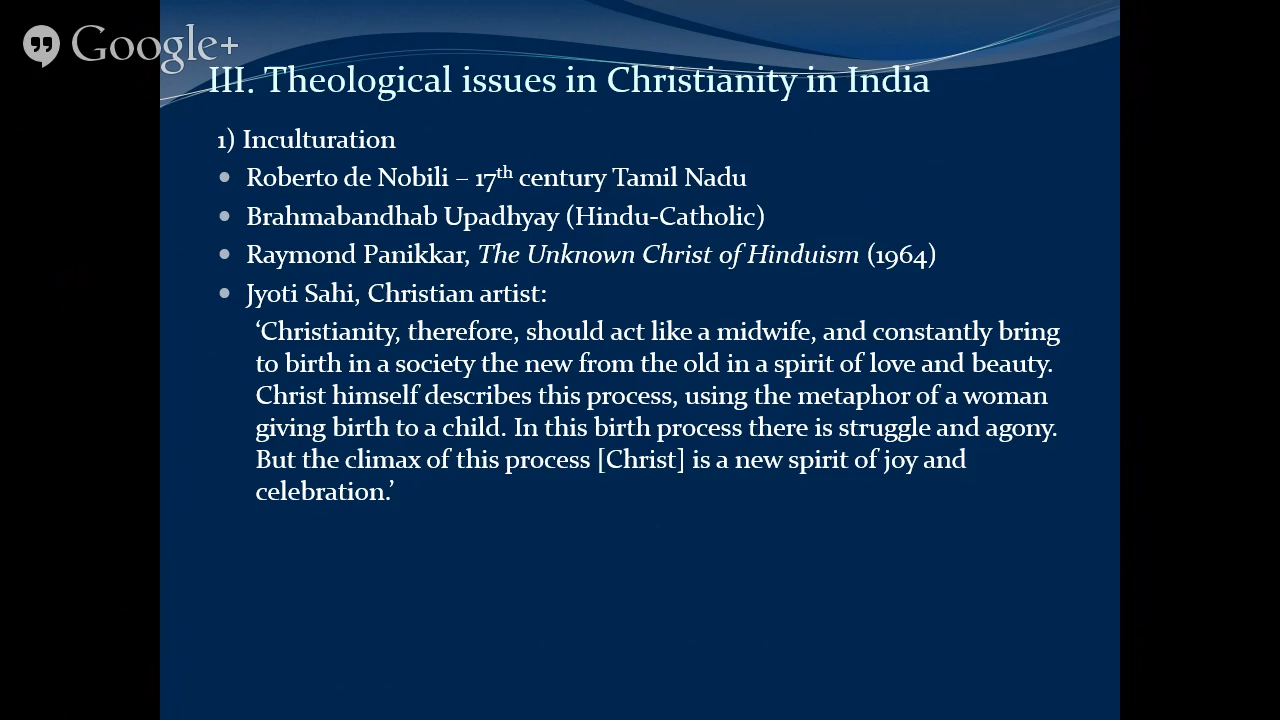 Google+
III. Theological issues in Christianity in India
1) Inculturation
• Roberto de Nobili – 17th century Tamil Nadu
• Brahmabandhab Upadhyay (Hindu-Catholic)
• Raymond Panikkar, The Unknown Christ of Hinduism (1964)
• Jyoti Sahi, Christian artist:
‘Christianity, therefore, should act like a midwife, and constantly bring
to birth in a society the new from the old in a spirit of love and beauty.
Christ himself describes this process, using the metaphor of a woman
giving birth to a child. In this birth process there is struggle and agony.
But the climax of this process [Christ] is a new spirit of joy and
celebration.’